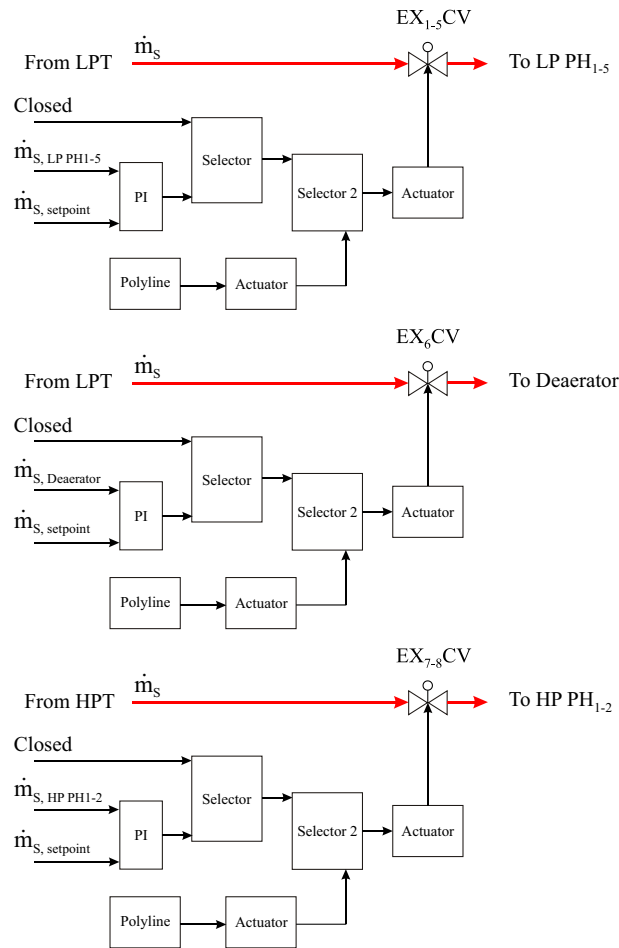 EX₁₋₅CV
From LPT ṁS To LP PH₁₋₅
Closed
Selector
ṁS, LP PH1-5
PI
Selector 2
Actuator
ṁS, setpoint
Polyline
Actuator
EX₆CV
From LPT ṁS To Deaerator
Closed
Selector
ṁS, Deaerator
PI
Selector 2
Actuator
ṁS, setpoint
Polyline
Actuator
EX₇₋₈CV
From HPT ṁS To HP PH₁₋₂
Closed
Selector
ṁS, HP PH1-2
PI
Selector 2
Actuator
ṁS, setpoint
Polyline
Actuator